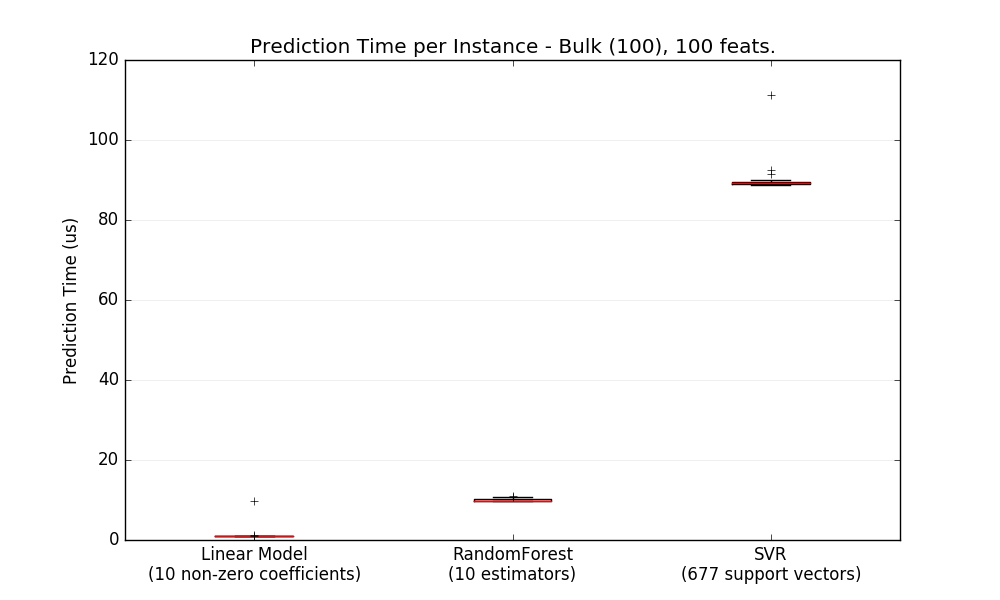 Prediction Time per Instance - Bulk (100), 100 feats.
120
100
80
60
40
20
0
Prediction Time (us)
Linear Model
(10 non-zero coefficients)
RandomForest
(10 estimators)
SVR
(677 support vectors)